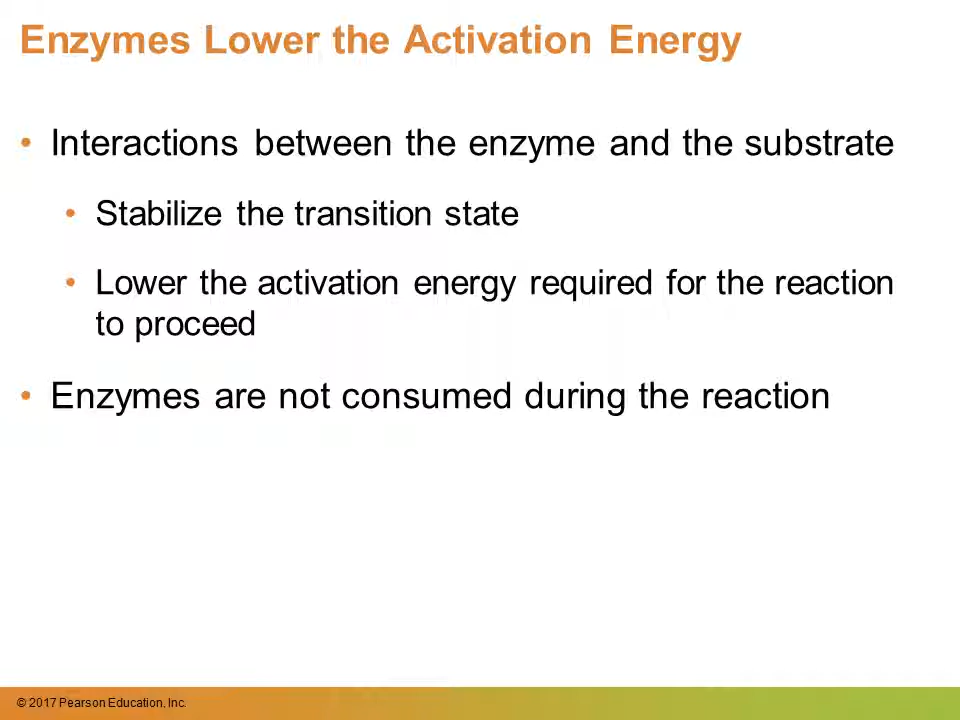 Enzymes Lower the Activation Energy
• Interactions between the enzyme and the substrate
• Stabilize the transition state
• Lower the activation energy required for the reaction
to proceed
• Enzymes are not consumed during the reaction
© 2017 Pearson Education, Inc.